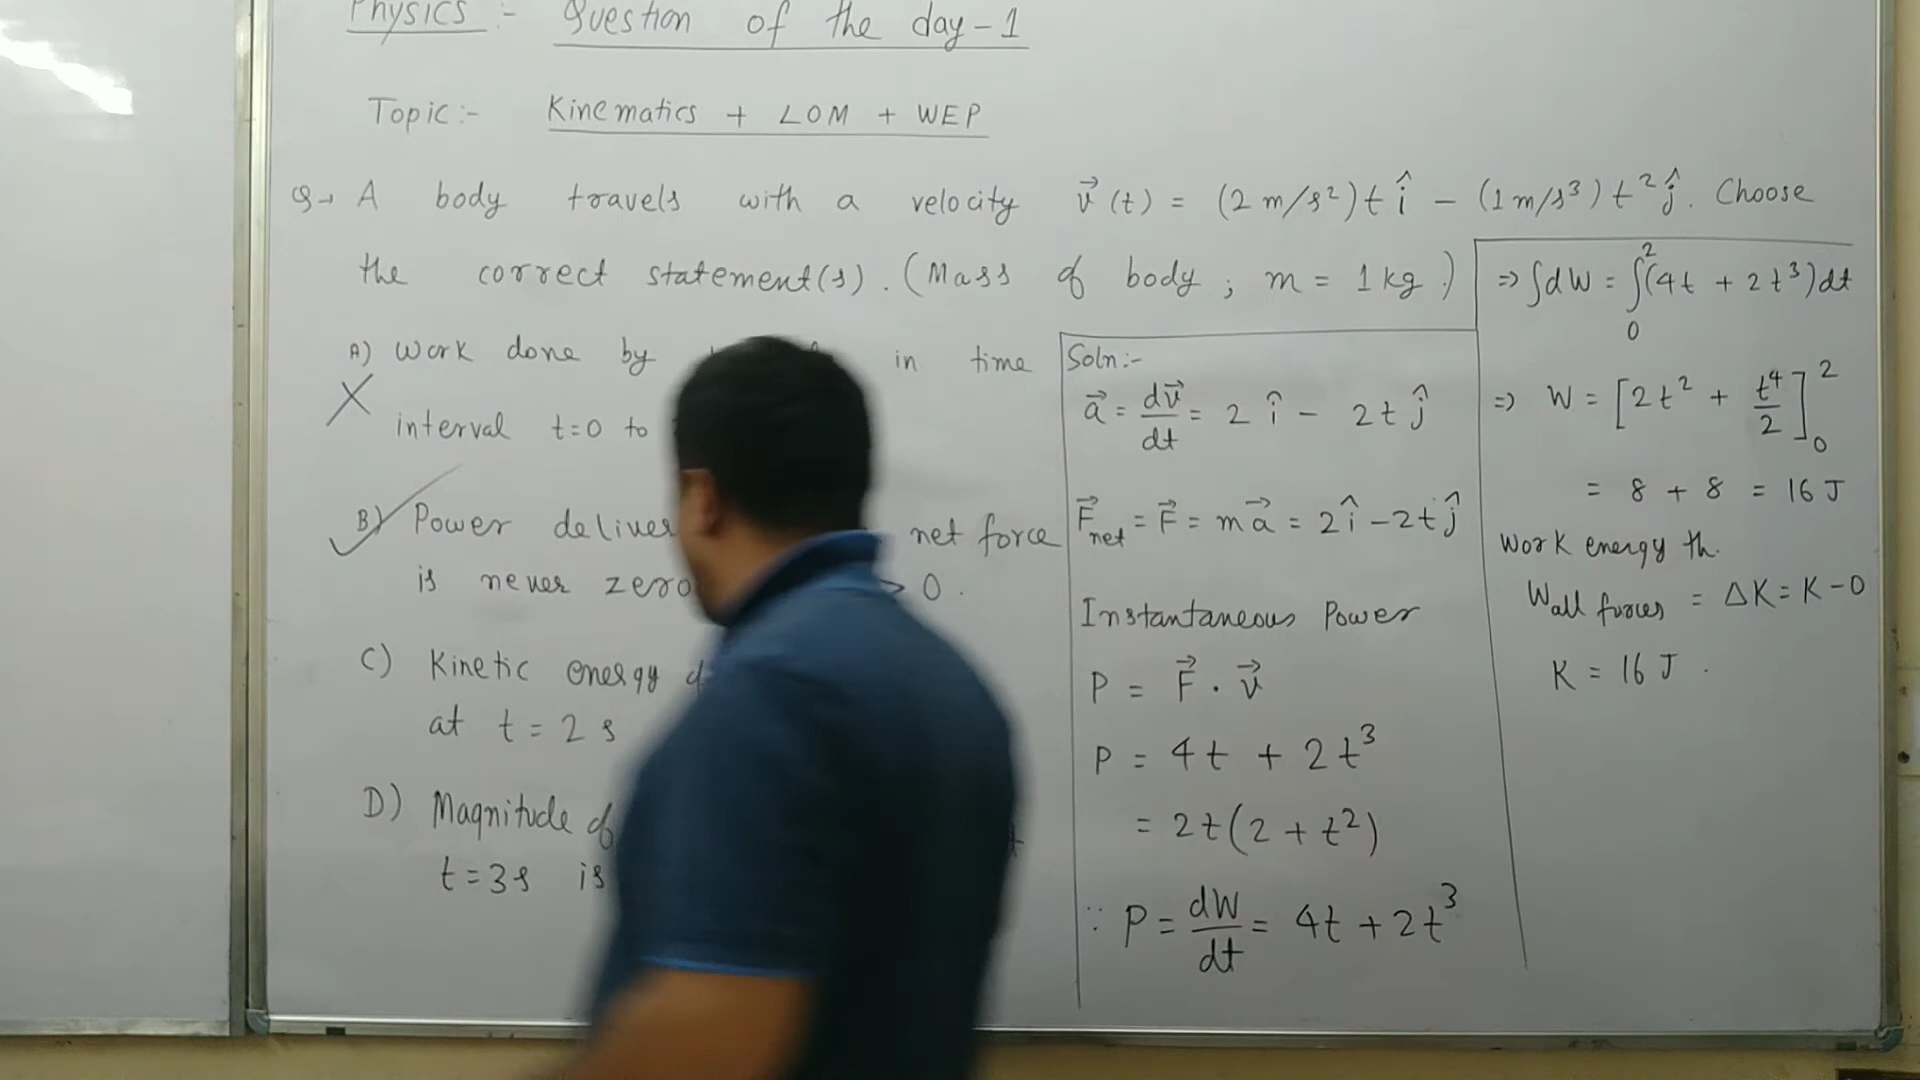 Physics :- Question of the day - 1
Topic :- Kinematics + LOM + WEP
Q→ A body travels with a velocity v⃗(t) = (2 m/s²) t î - (1 m/s³) t² ĵ. Choose
the correct statement(s). (Mass of body ; m = 1 kg.)
A) Work done by in time
interval t=0 to
B) Power net force
is never zero > 0.
C) Kinetic energy
at t = 2 s
D) Magnitude of
t = 3s is
Soln:-
a⃗ = dv⃗/dt = 2 î - 2t ĵ
F⃗net = F⃗ = ma⃗ = 2î - 2tĵ
Instantaneous Power
P = F⃗ . v⃗
P = 4t + 2t³
= 2t(2 + t²)
∵ P = dW/dt = 4t + 2t³
⇒ ∫dW = ∫₀²(4t + 2t³)dt
⇒ W = [2t² + t⁴/2]₀²
= 8 + 8 = 16 J
Work energy th.
Wall forces = ΔK = K - 0
K = 16 J.